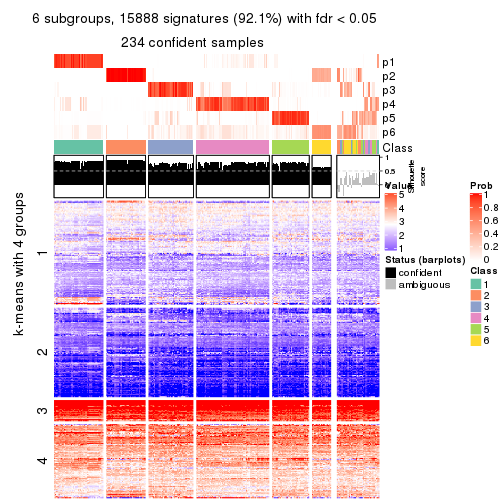 6 subgroups, 15888 signatures (92.1%) with fdr < 0.05
234 confident samples
p1
p2
p3
p4
p5
p6
Class
1
0.5
0
Silhouette
score
k-means with 4 groups
1
2
3
4
Value
5
4
3
2
1
Status (barplots)
confident
ambiguous
Prob
1
0.8
0.6
0.4
0.2
0
Class
1
2
3
4
5
6